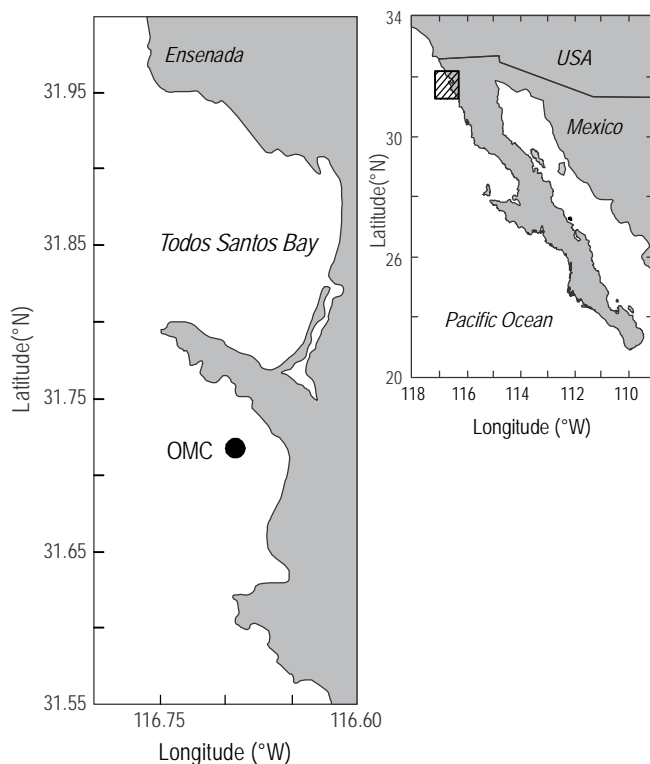 Ensenada
31.95
31.85
Todos Santos Bay
31.75
OMC
31.65
31.55
116.75
116.60
Latitude(°N)
Longitude (°W)
34
USA
30
Mexico
26
Pacific Ocean
20
118
116
114
112
110
Latitude(°N)
Longitude (°W)